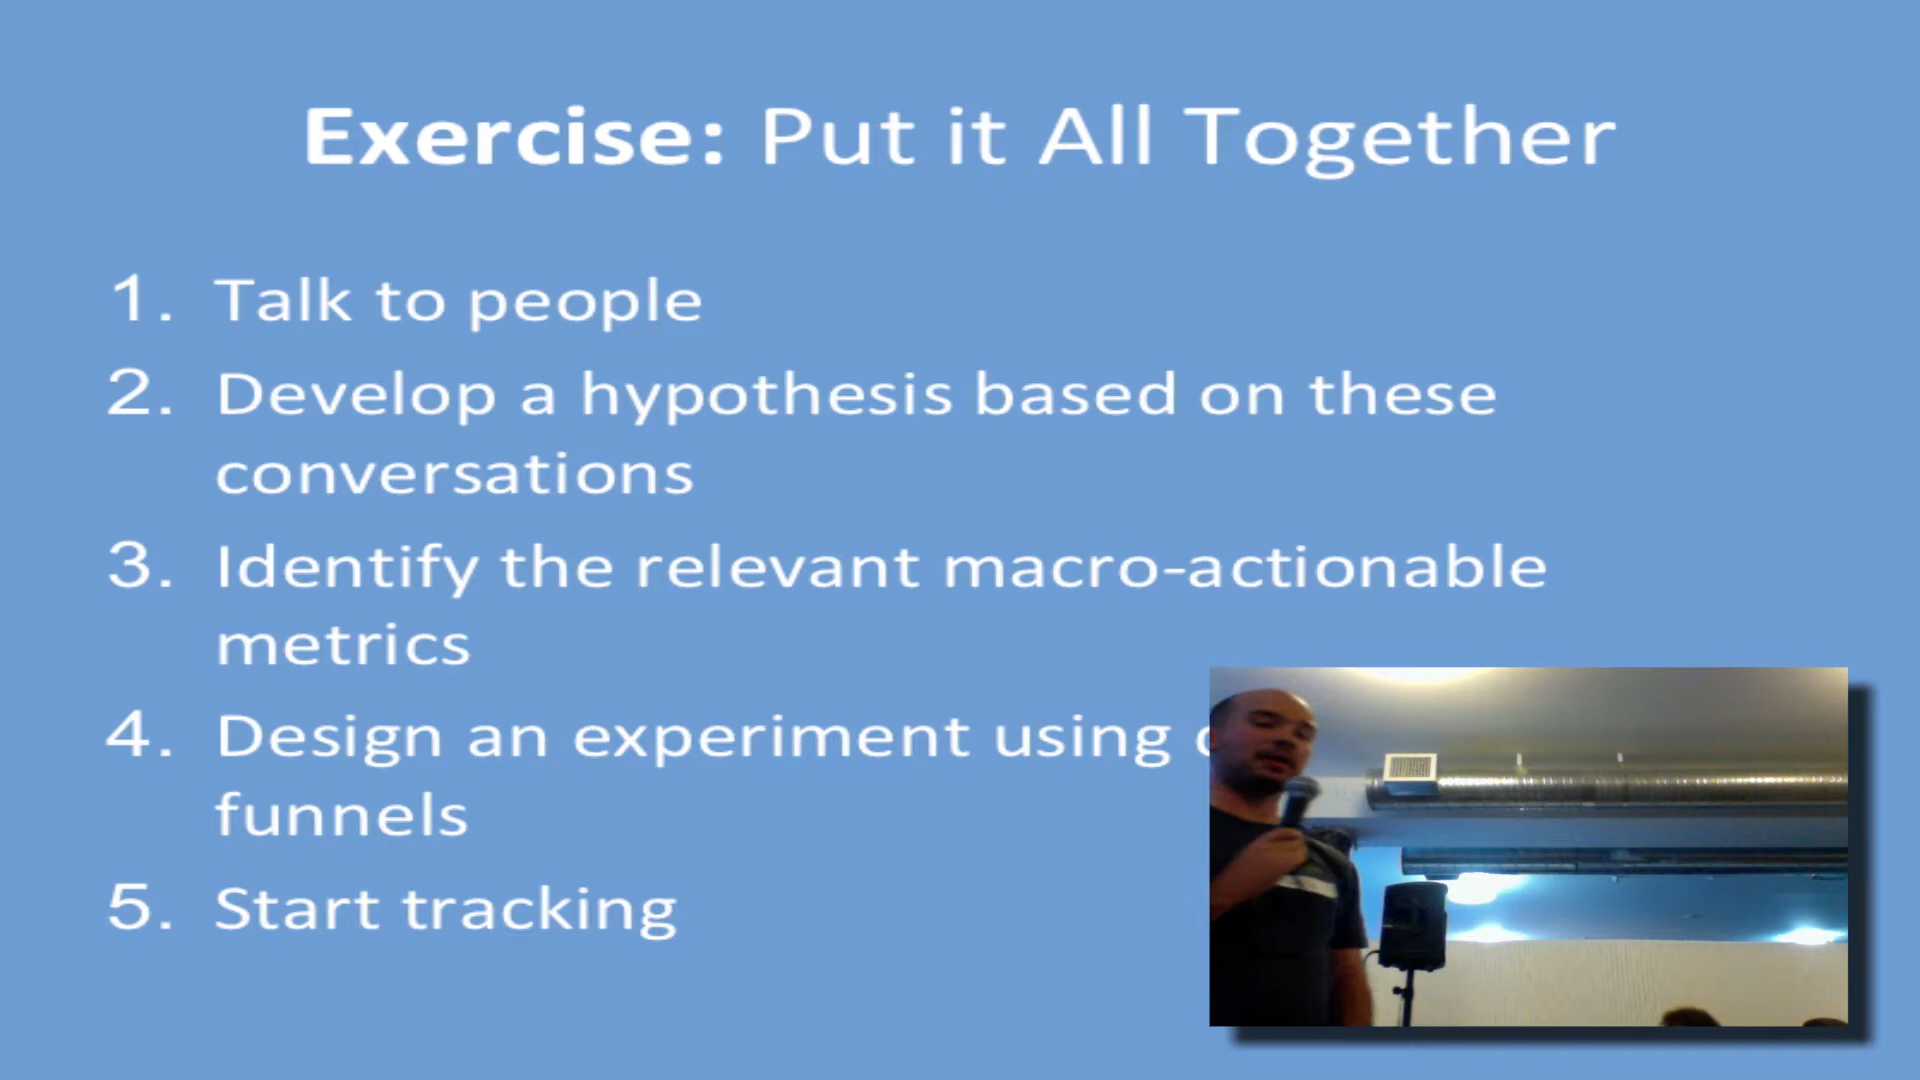 Exercise: Put it All Together
1. Talk to people
2. Develop a hypothesis based on these
conversations
3. Identify the relevant macro-actionable
metrics
4. Design an experiment using
funnels
5. Start tracking